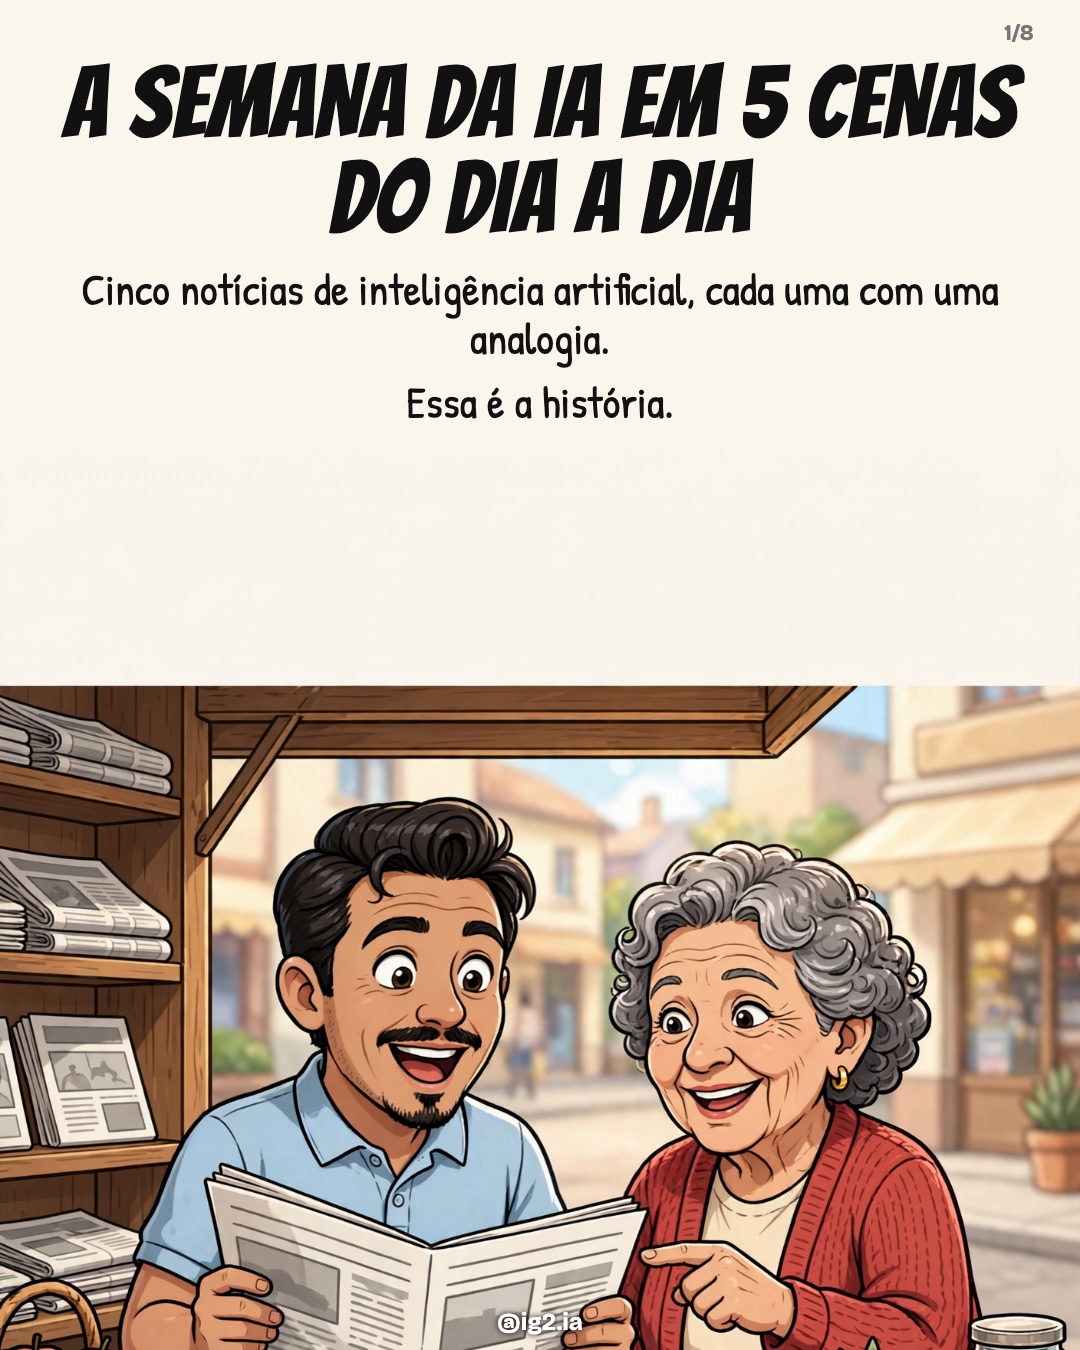 1/8
A SEMANA DA IA EM 5 CENAS
DO DIA A DIA
Cinco notícias de inteligência artificial, cada uma com uma
analogia.
Essa é a história.
@ig2.ia